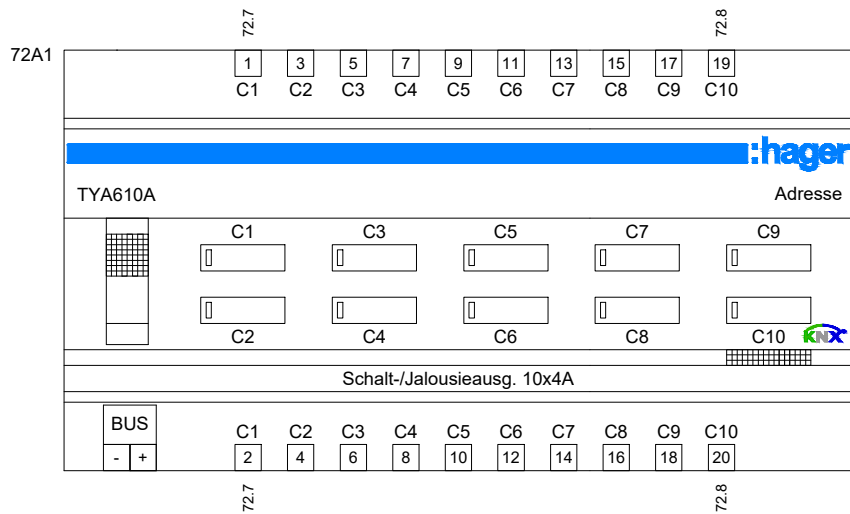 72.7 72.8
72A1
1 3 5 7 9 11 13 15 17 19
C1 C2 C3 C4 C5 C6 C7 C8 C9 C10
:hager
TYA610A Adresse
C1 C3 C5 C7 C9
C2 C4 C6 C8 C10 KNX
Schalt-/Jalousieausg. 10x4A
BUS
C1 C2 C3 C4 C5 C6 C7 C8 C9 C10
- + 2 4 6 8 10 12 14 16 18 20
72.7 72.8